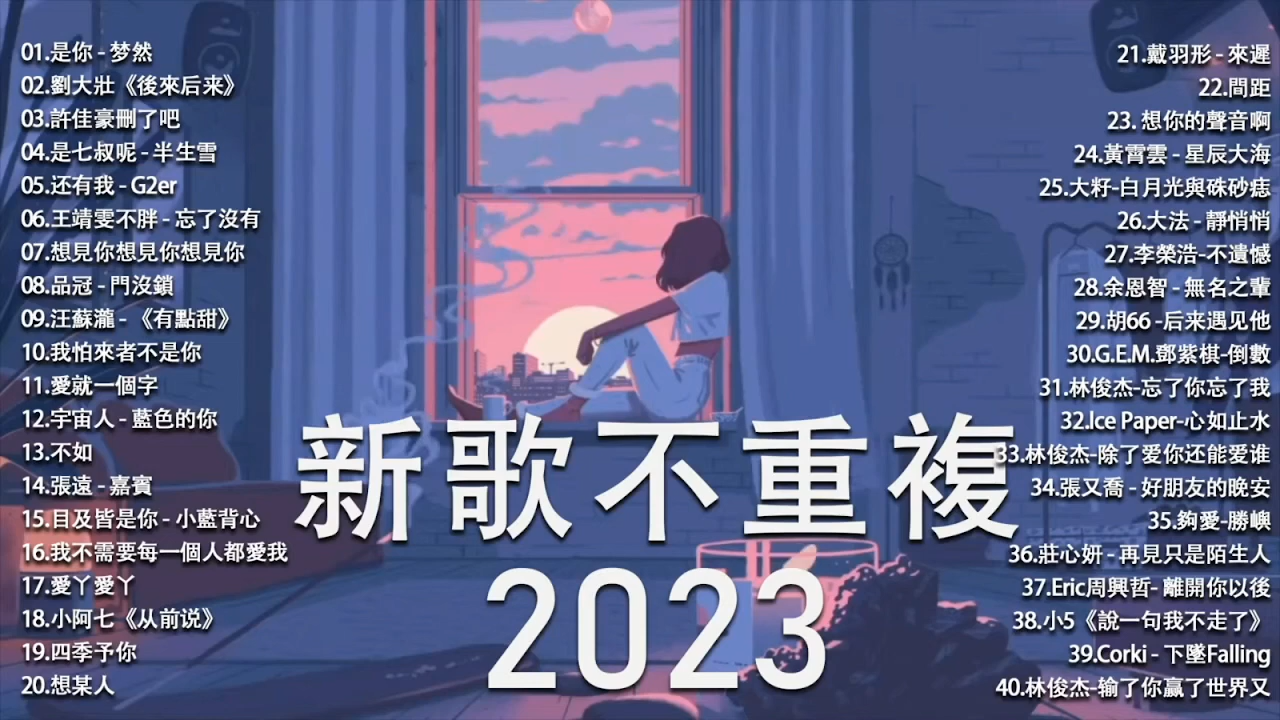 01.是你 - 梦然
02.劉大壯《後來后来》
03.許佳豪刪了吧
04.是七叔呢 - 半生雪
05.还有我 - G2er
06.王靖雯不胖 - 忘了沒有
07.想見你想見你想見你
08.品冠 - 門沒鎖
09.汪蘇瀧 - 《有點甜》
10.我怕來者不是你
11.愛就一個字
12.宇宙人 - 藍色的你
13.不如
14.張遠 - 嘉賓
15.目及皆是你 - 小藍背心
16.我不需要每一個人都愛我
17.愛丫愛丫
18.小阿七《从前说》
19.四季予你
20.想某人
新歌不重複
2023
21.戴羽彤 - 來遲
22.間距
23. 想你的聲音啊
24.黃霄雲 - 星辰大海
25.大籽-白月光與硃砂痣
26.大法 - 靜悄悄
27.李榮浩-不遺憾
28.余恩智 - 無名之輩
29.胡66 -后来遇见他
30.G.E.M.鄧紫棋-倒數
31.林俊杰-忘了你忘了我
32.Ice Paper-心如止水
33.林俊杰-除了爱你还能爱谁
34.張又喬 - 好朋友的晚安
35.夠愛-勝嶼
36.莊心妍 - 再見只是陌生人
37.Eric周興哲- 離開你以後
38.小5《說一句我不走了》
39.Corki - 下墜Falling
40.林俊杰-输了你赢了世界又